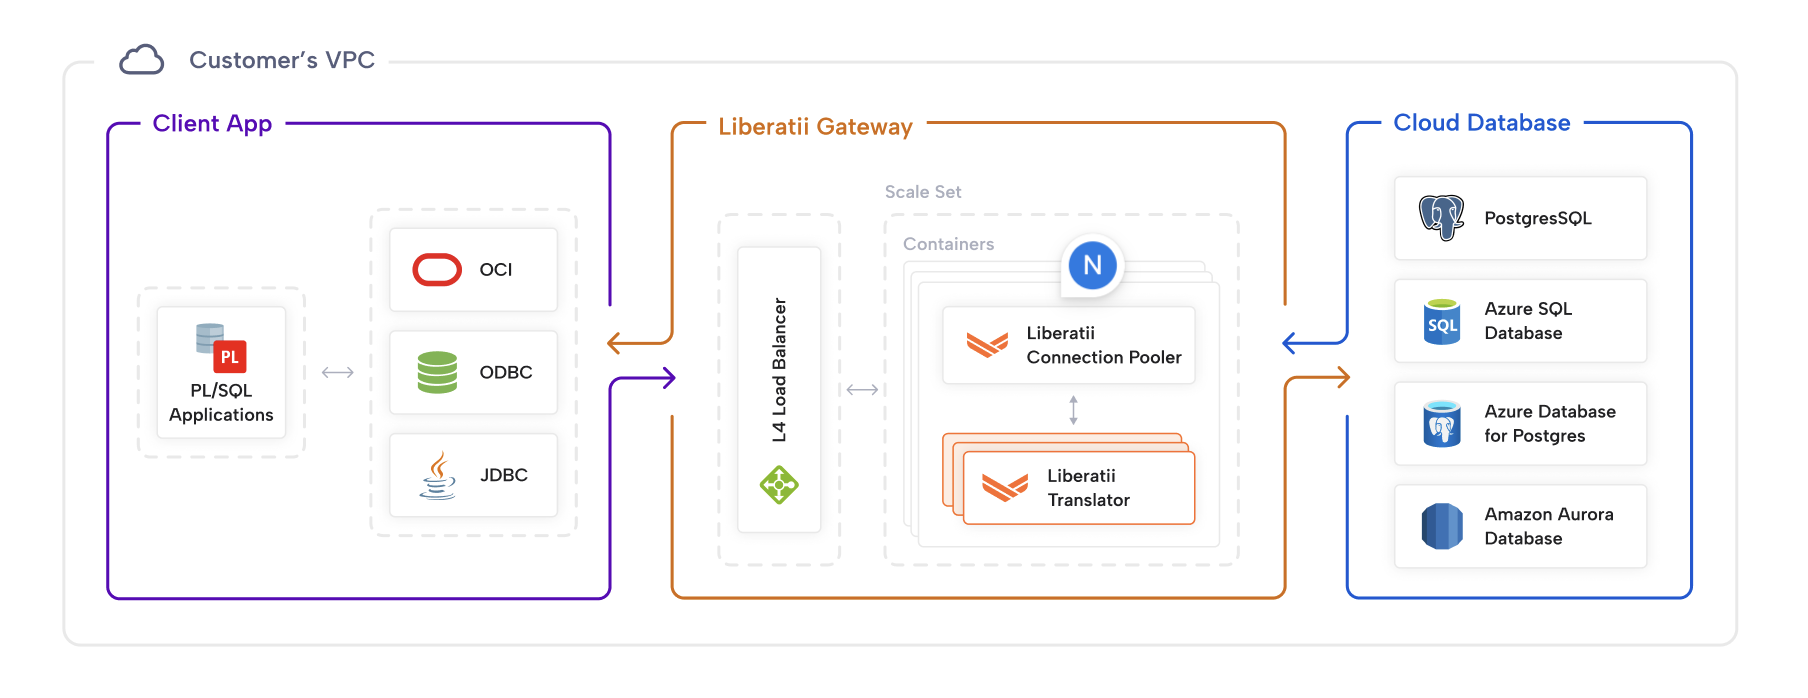 Customer's VPC
Client App
PL
PL/SQL
Applications
OCI
ODBC
JDBC
Liberatii Gateway
L4 Load Balancer
Scale Set
Containers
N
Liberatii
Connection Pooler
Liberatii
Translator
Cloud Database
PostgresSQL
SQL
Azure SQL
Database
Azure Database
for Postgres
Amazon Aurora
Database